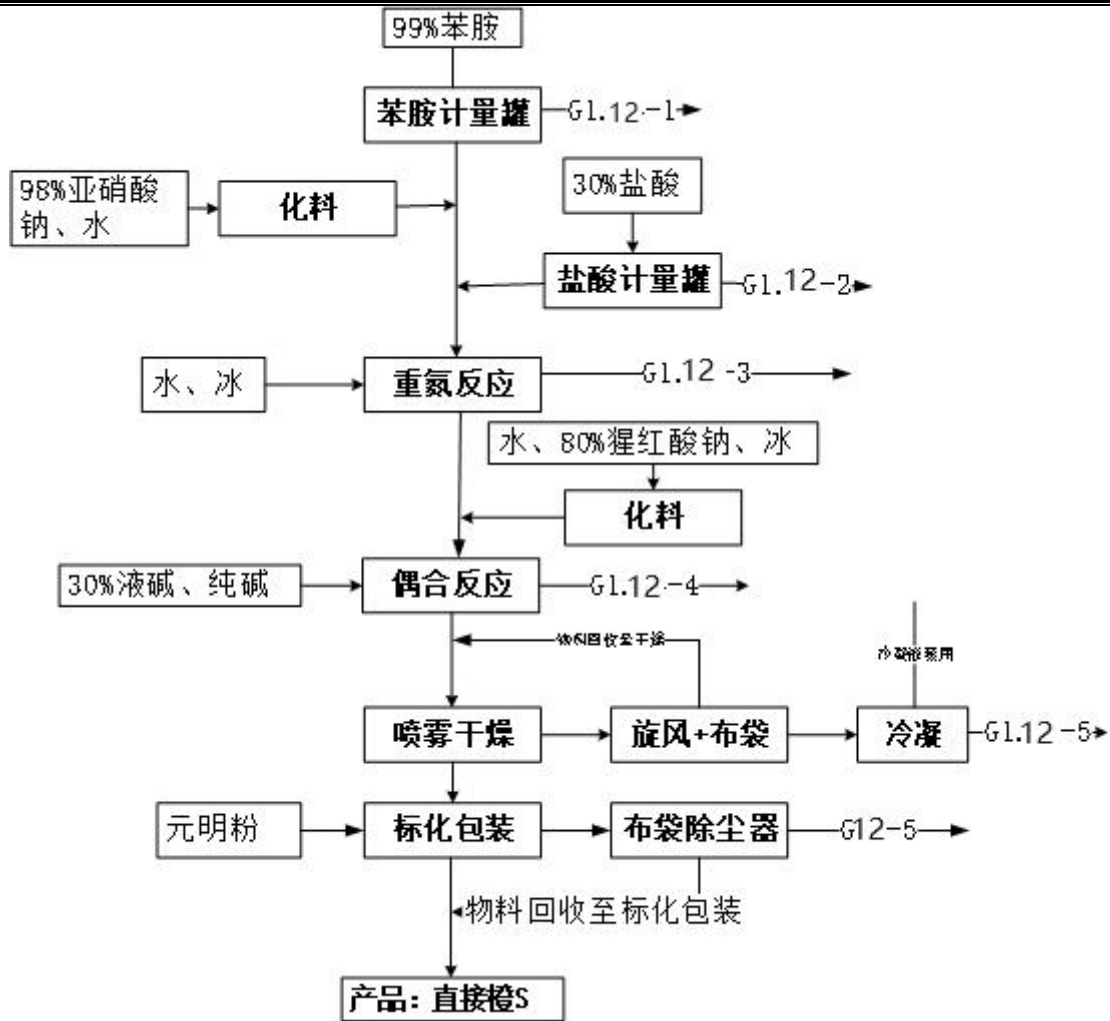 99%苯胺
苯胺计量罐
G1.12-1
98%亚硝酸
钠、水
化料
30%盐酸
盐酸计量罐
G1.12-2
水、冰
重氮反应
G1.12-3
水、80%猩红酸钠、冰
化料
30%液碱、纯碱
偶合反应
G1.12-4
物料回收至干燥
冷凝液泵用
喷雾干燥
旋风+布袋
冷凝
G1.12-5
元明粉
标化包装
布袋除尘器
G12-6
物料回收至标化包装
产品：直接橙S